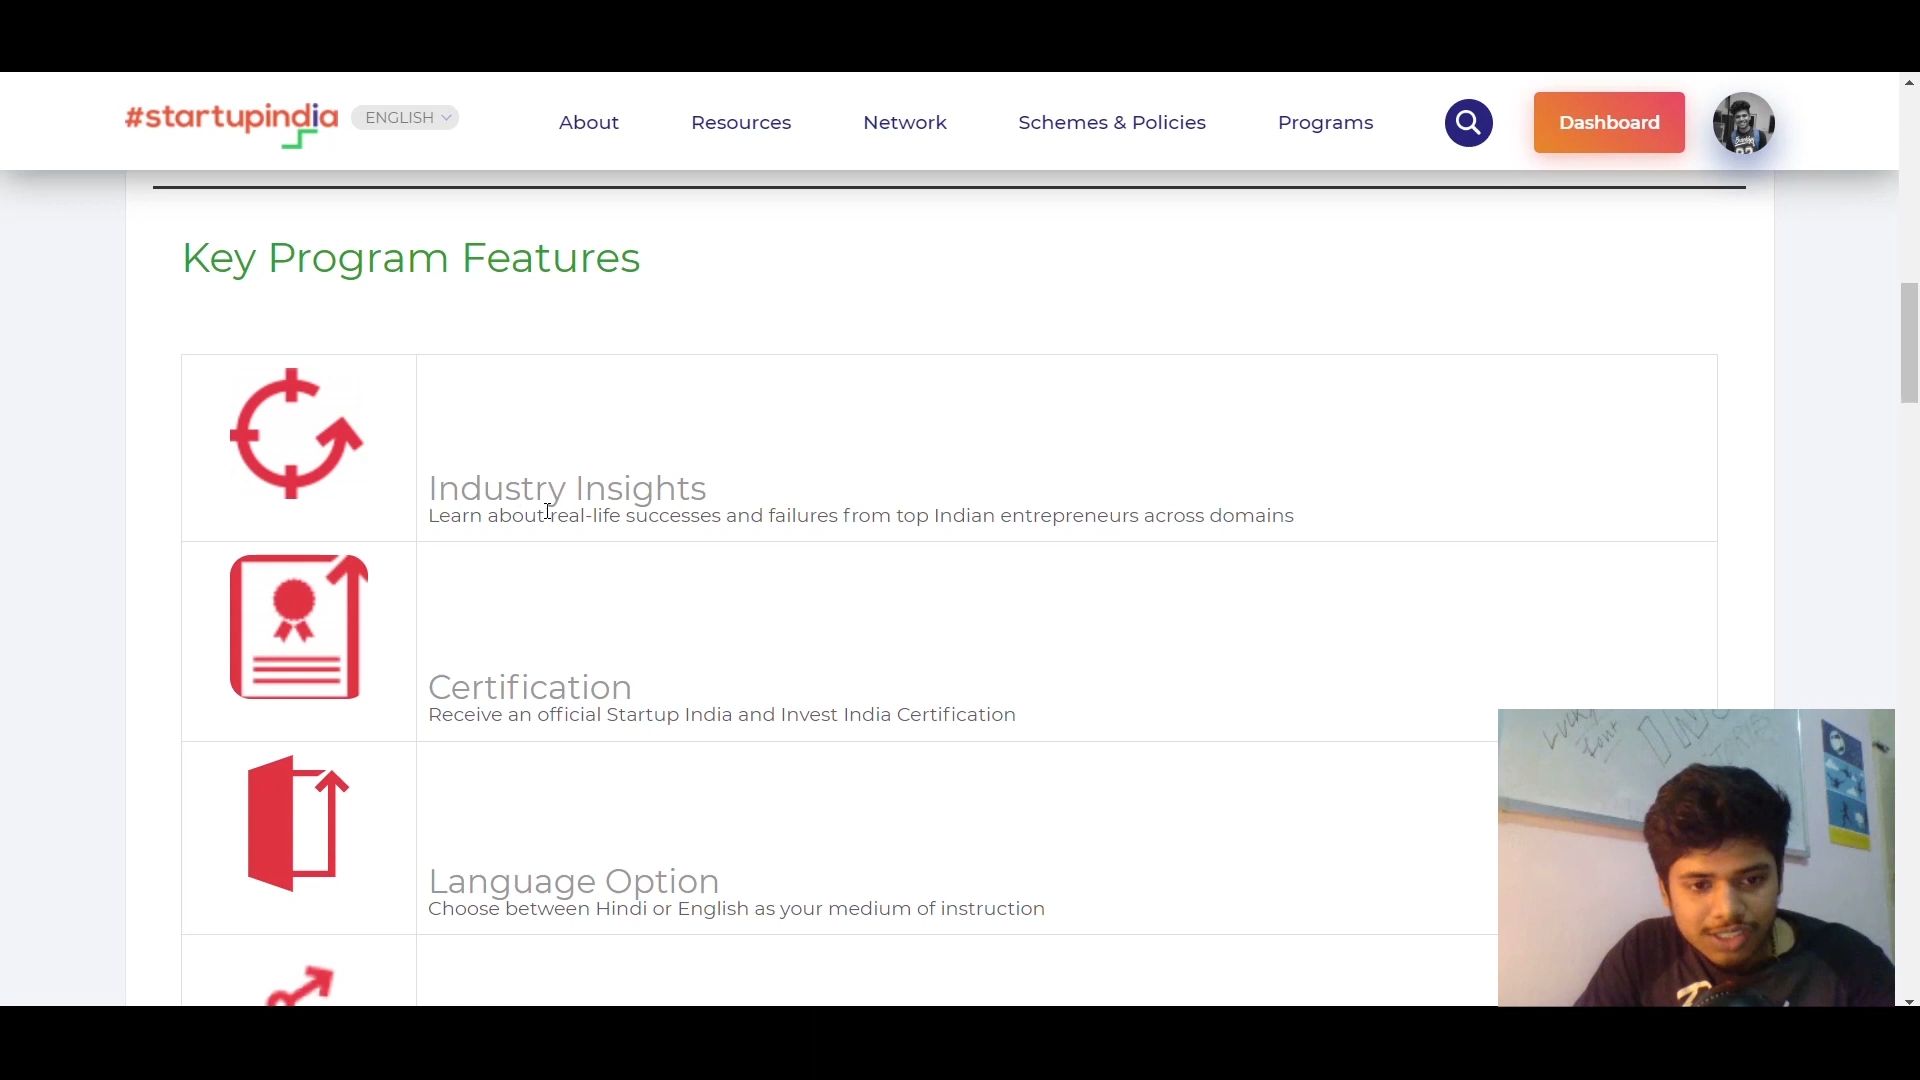 #startupindia
ENGLISH
About
Resources
Network
Schemes & Policies
Programs
Dashboard
Key Program Features
Industry Insights
Learn about real-life successes and failures from top Indian entrepreneurs across domains
Certification
Receive an official Startup India and Invest India Certification
Language Option
Choose between Hindi or English as your medium of instruction